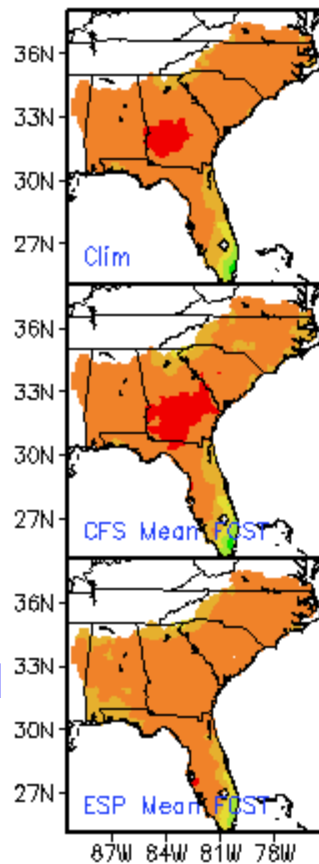 36N
33N
30N
27N
Clim
36N
33N
30N
27N
CFS Mean FCST
36N
33N
30N
27N
ESP Mean FCST
87W 84W 81W 78W